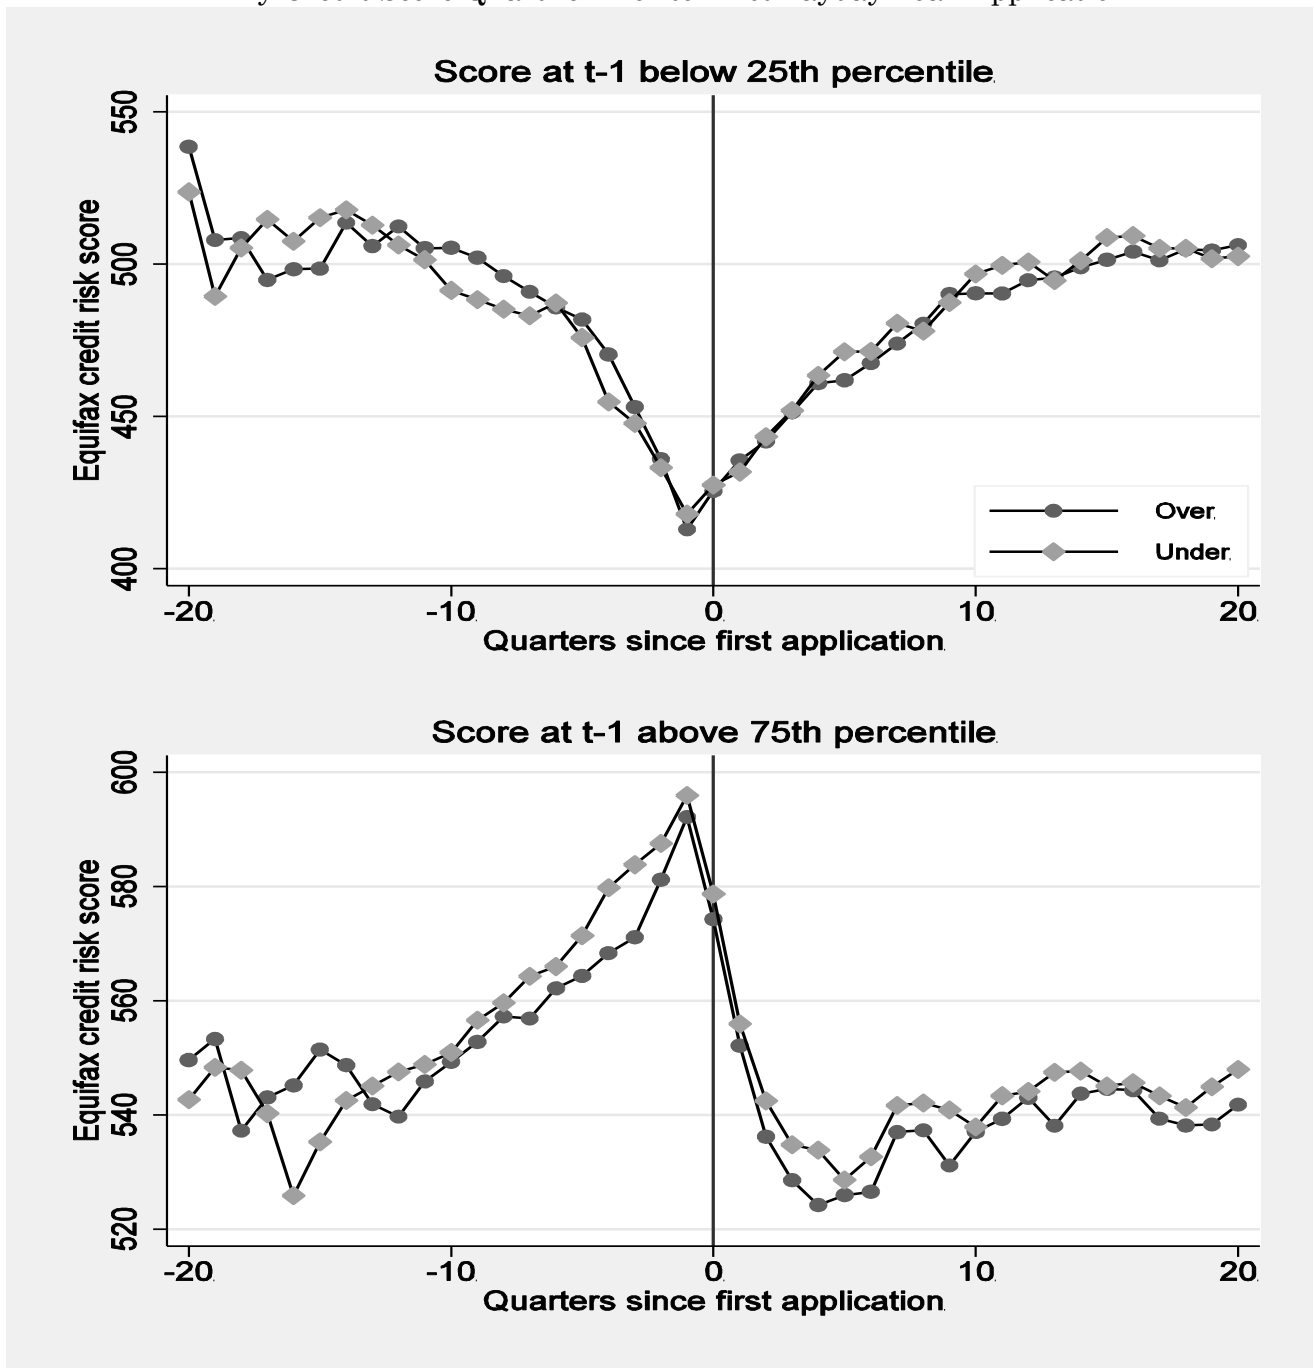 Score at t-1 below 25th percentile
Equifax credit risk score
550
500
450
400
Over
Under
-20 -10 0 10 20
Quarters since first application
Score at t-1 above 75th percentile
Equifax credit risk score
600
580
560
540
520
-20 -10 0 10 20
Quarters since first application